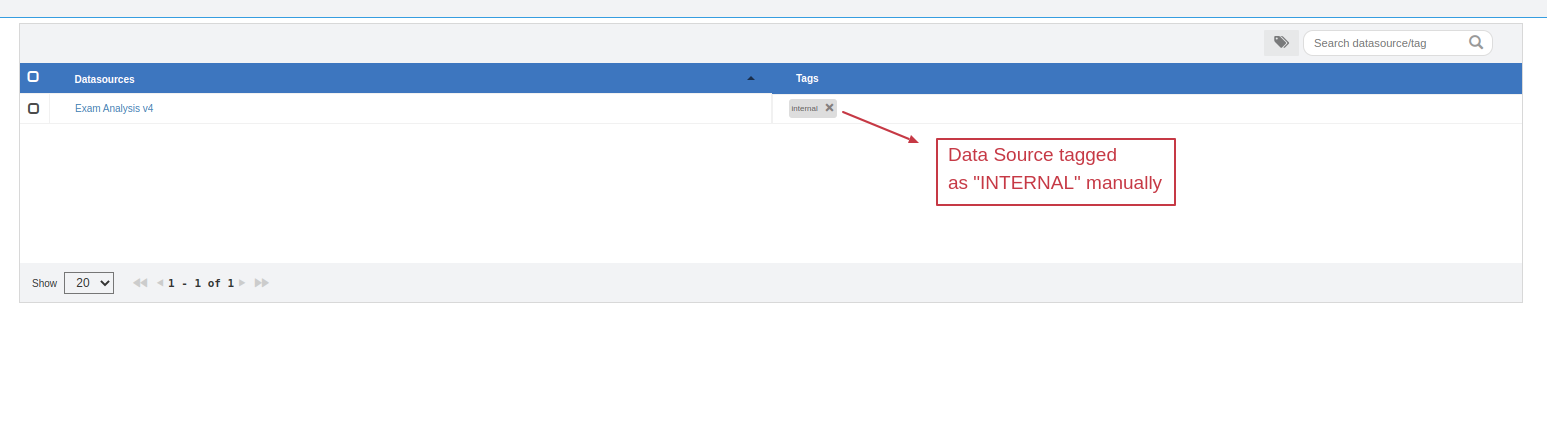 Search datasource/tag
Datasources Tags
Exam Analysis v4 internal
Data Source tagged
as "INTERNAL" manually
Show 20 1 - 1 of 1